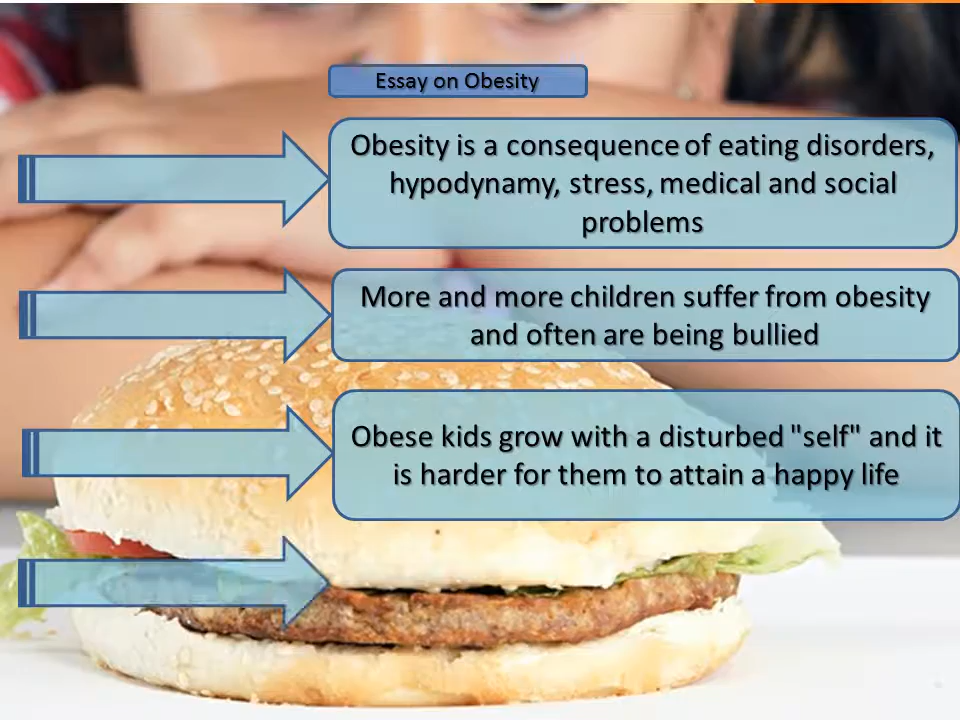 Essay on Obesity
Obesity is a consequence of eating disorders,
hypodynamy, stress, medical and social
problems
More and more children suffer from obesity
and often are being bullied
Obese kids grow with a disturbed "self" and it
is harder for them to attain a happy life